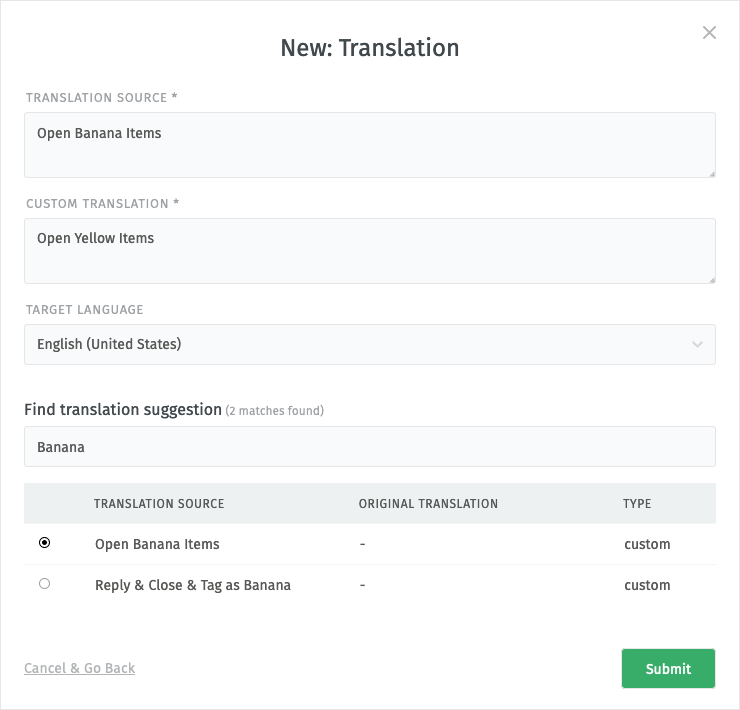 New: Translation
TRANSLATION SOURCE *
Open Banana Items
CUSTOM TRANSLATION *
Open Yellow Items
TARGET LANGUAGE
English (United States)
Find translation suggestion (2 matches found)
Banana
TRANSLATION SOURCE ORIGINAL TRANSLATION TYPE
Open Banana Items - custom
Reply & Close & Tag as Banana - custom
Cancel & Go Back Submit